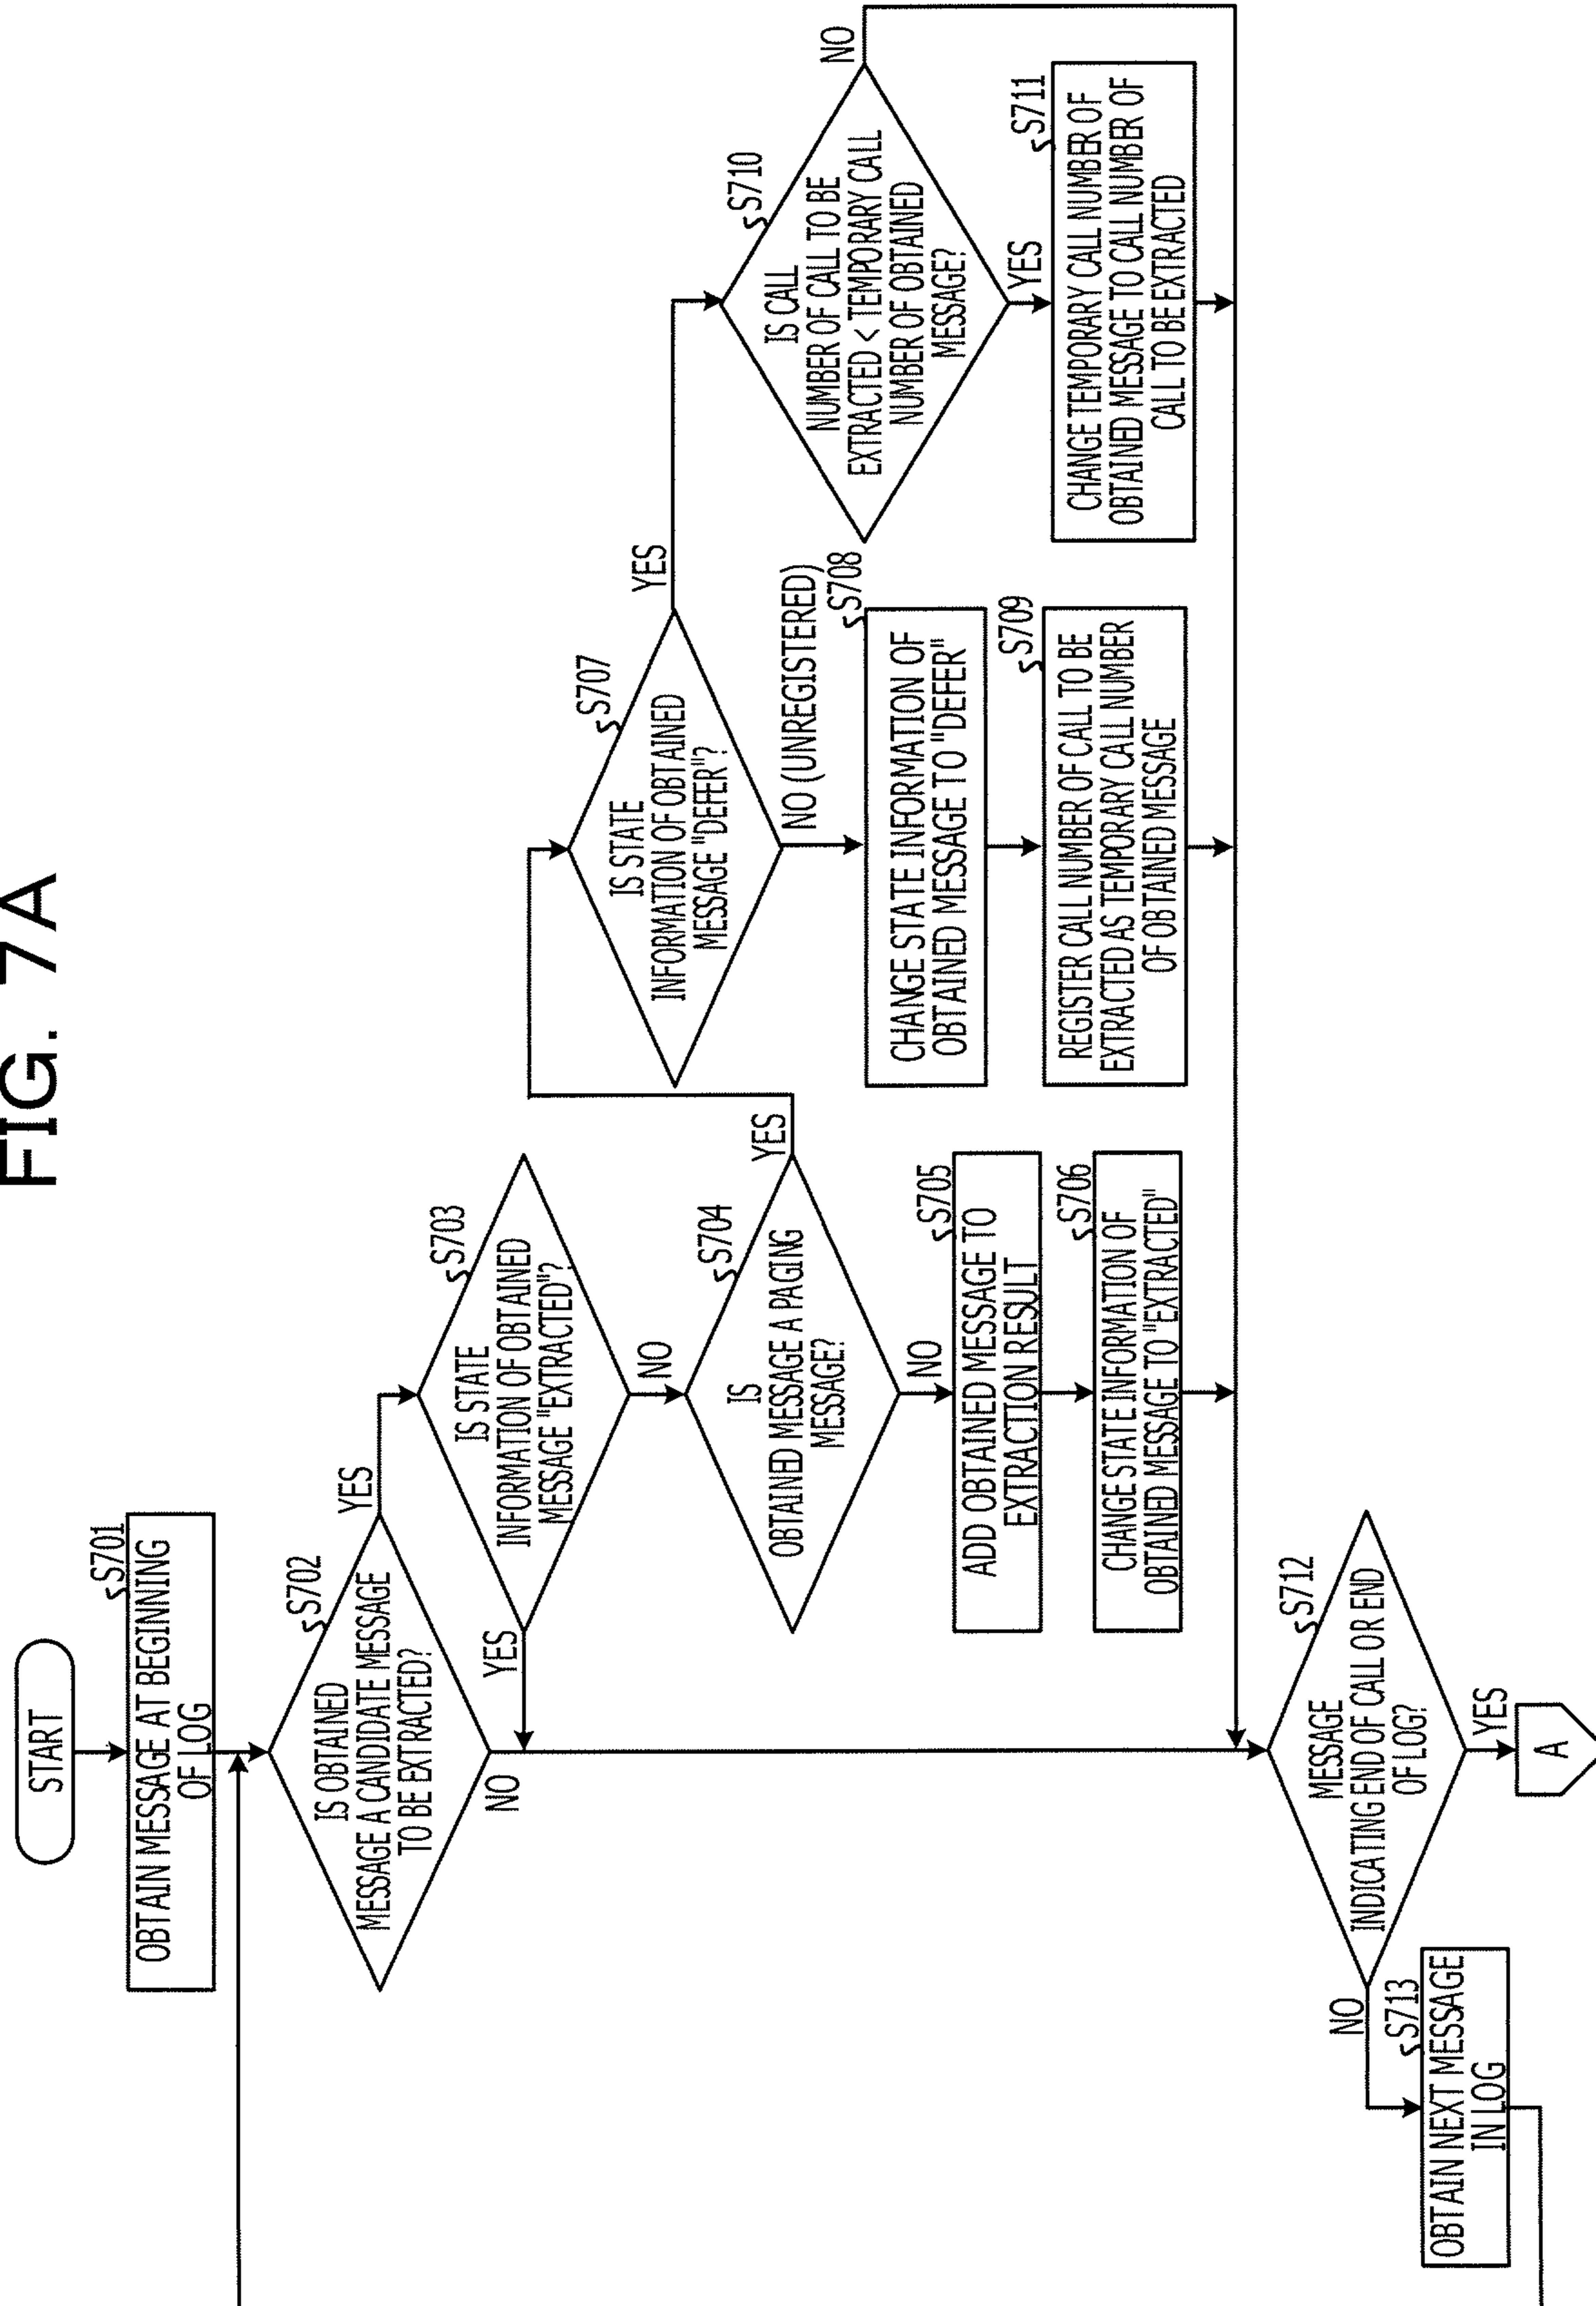 FIG. 7A
START
S701
OBTAIN MESSAGE AT BEGINNING
OF LOG
S702
IS OBTAINED
MESSAGE A CANDIDATE MESSAGE
TO BE EXTRACTED?
YES
NO
S703
IS STATE
INFORMATION OF OBTAINED
MESSAGE "EXTRACTED"?
YES
NO
S704
IS
OBTAINED MESSAGE A PAGING
MESSAGE?
YES
NO
S705
ADD OBTAINED MESSAGE TO
EXTRACTION RESULT
S706
CHANGE STATE INFORMATION OF
OBTAINED MESSAGE TO "EXTRACTED"
S707
IS STATE
INFORMATION OF OBTAINED
MESSAGE "DEFER"?
YES
NO (UNREGISTERED)
S708
CHANGE STATE INFORMATION OF
OBTAINED MESSAGE TO "DEFER"
S709
REGISTER CALL NUMBER OF CALL TO BE
EXTRACTED AS TEMPORARY CALL NUMBER
OF OBTAINED MESSAGE
S710
IS CALL
NUMBER OF CALL TO BE
EXTRACTED < TEMPORARY CALL
NUMBER OF OBTAINED
MESSAGE?
NO
YES
S711
CHANGE TEMPORARY CALL NUMBER OF
OBTAINED MESSAGE TO CALL NUMBER OF
CALL TO BE EXTRACTED
S712
MESSAGE
INDICATING END OF CALL OR END
OF LOG?
NO
YES
S713
OBTAIN NEXT MESSAGE
IN LOG
A